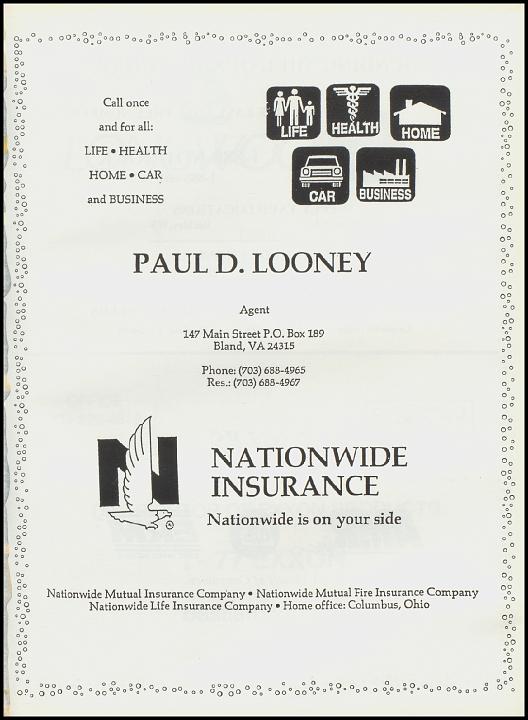 Call once
and for all:
LIFE • HEALTH
HOME • CAR
and BUSINESS
LIFE
HEALTH
HOME
CAR
BUSINESS
PAUL D. LOONEY
Agent
147 Main Street P.O. Box 189
Bland, VA 24315
Phone: (703) 688-4965
Res.: (703) 688-4967
N
NATIONWIDE
INSURANCE
Nationwide is on your side
Nationwide Mutual Insurance Company • Nationwide Mutual Fire Insurance Company
Nationwide Life Insurance Company • Home office: Columbus, Ohio